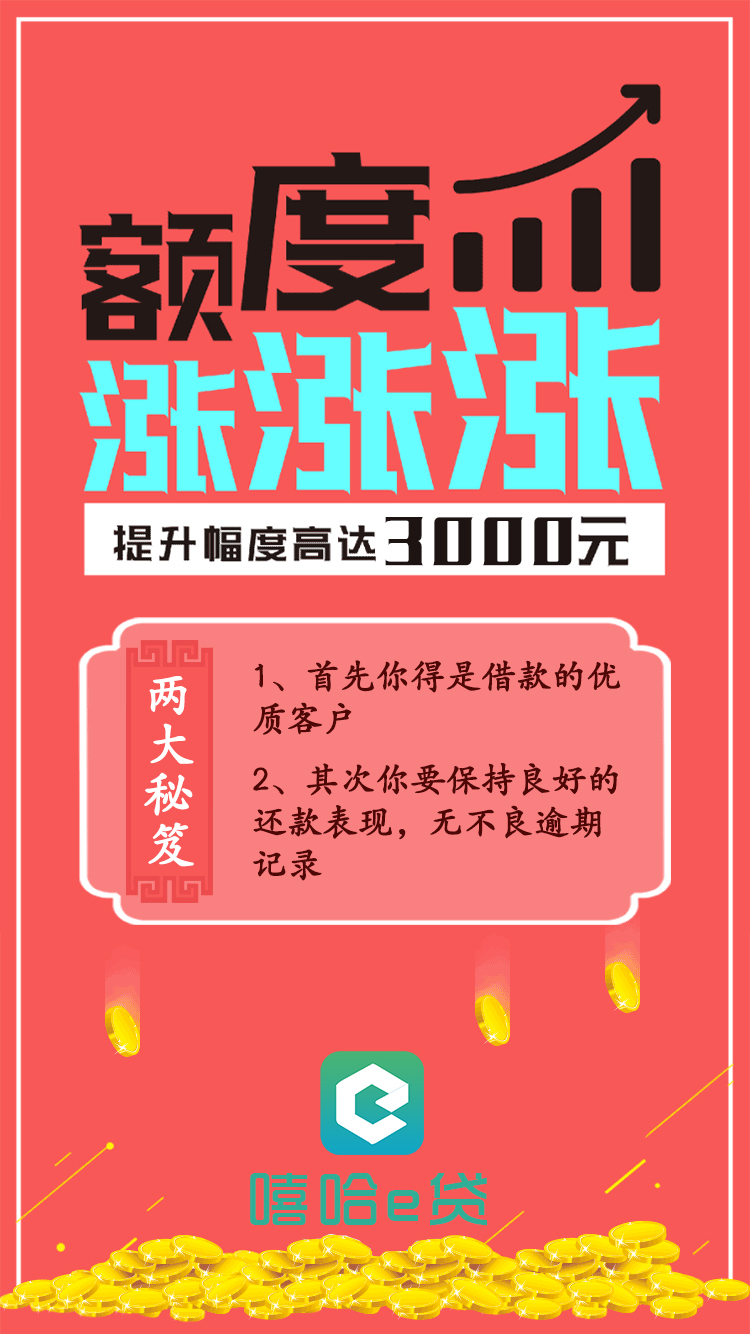 额度
涨涨涨
提升幅度高达3000元
两大秘笈
1、首先你得是借款的优
质客户
2、其次你要保持良好的
还款表现，无不良逾期
记录
嘻哈e贷